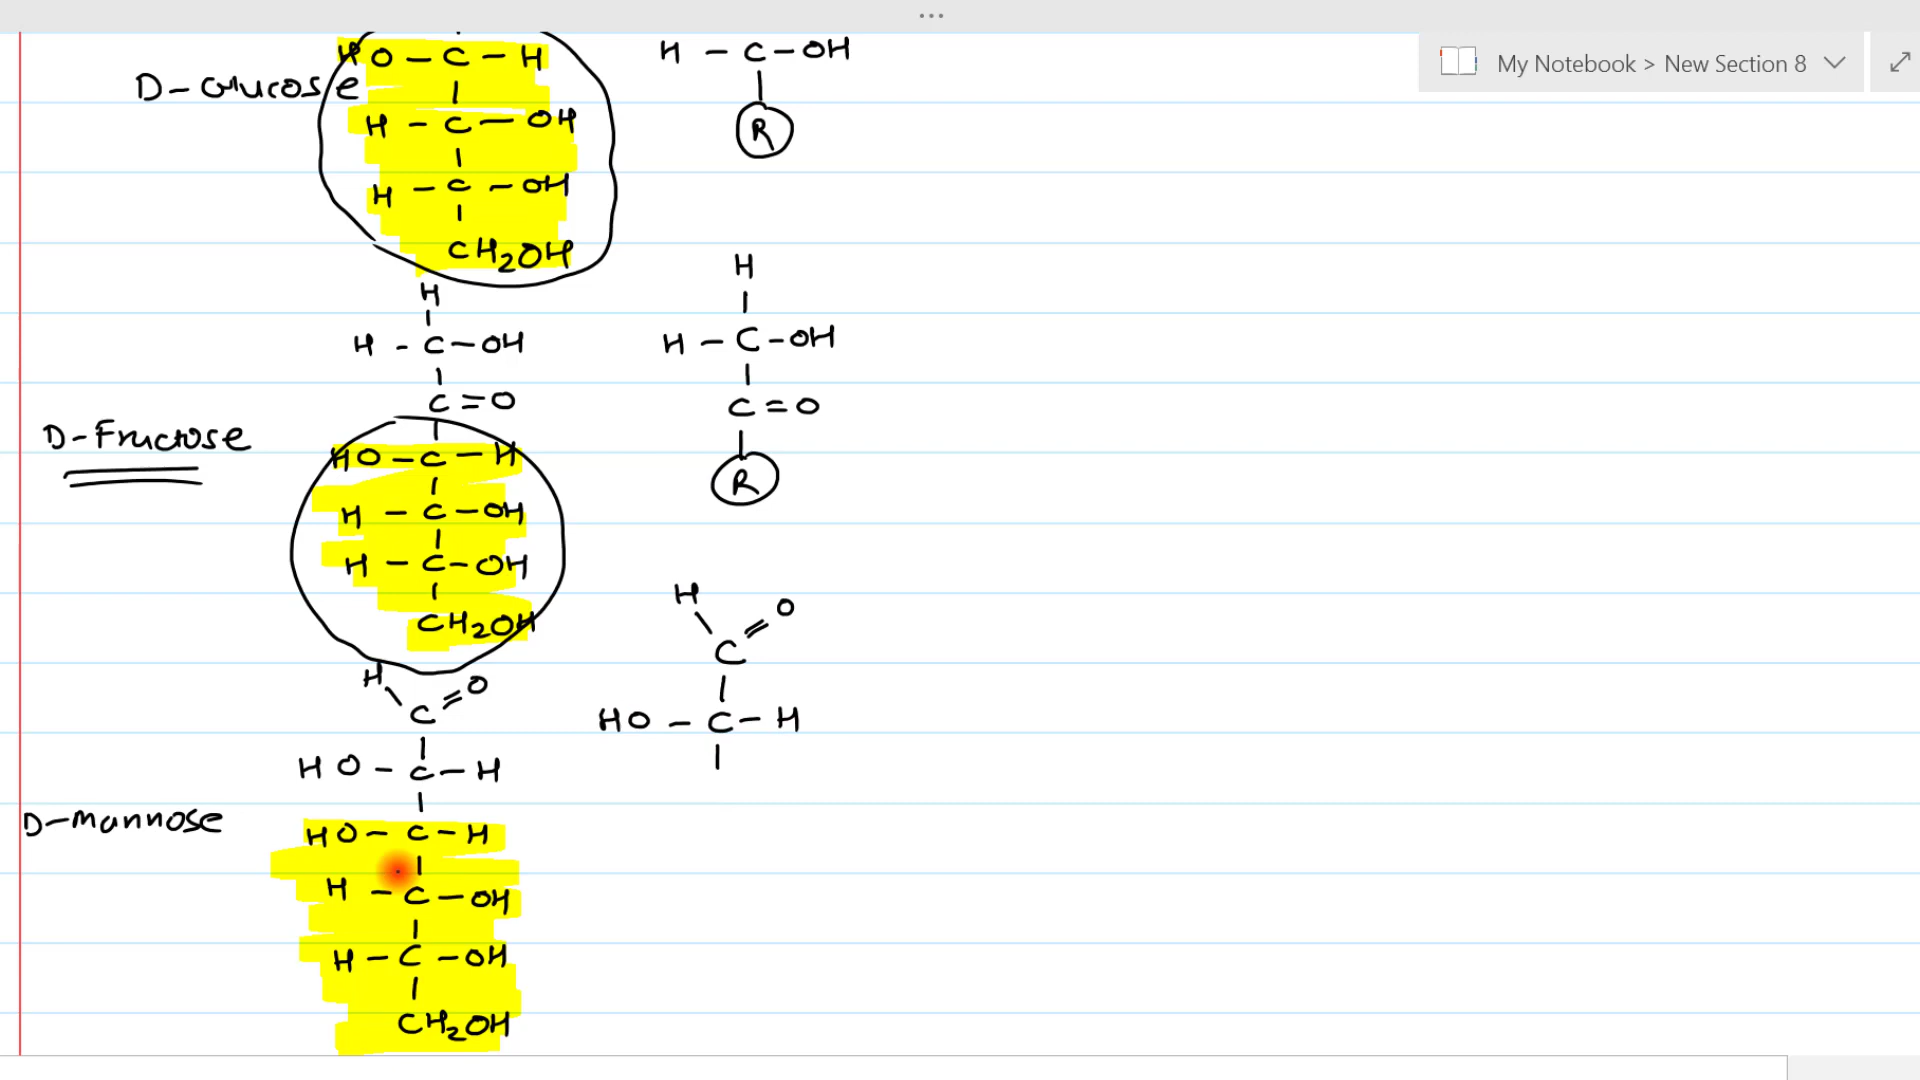 ...
My Notebook > New Section 8
HO – C – H
H – C – OH
D-Glucose
H – C – OH
R
H – C – OH
CH2OH
H
H
H – C – OH
H – C – OH
C = O
C = O
D-Fructose
HO – C – H
R
H – C – OH
H – C – OH
CH2OH
H
O
H
O
C
C
HO – C – H
HO – C – H
D-mannose
HO – C – H
H – C – OH
H – C – OH
CH2OH